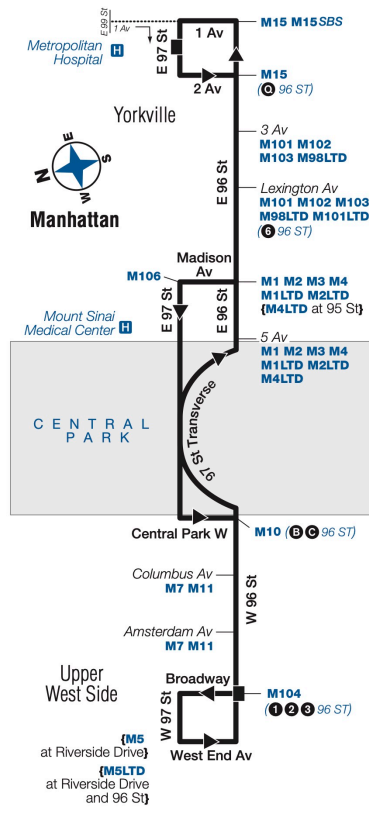 E 99 St
1 Av
1 Av
M15 M15SBS
Metropolitan
Hospital H
E 97 St
2 Av
M15
(Q 96 ST)
Yorkville
3 Av
M101 M102
M103 M98LTD
E
N
S
W
Manhattan
E 96 St
Lexington Av
M101 M102 M103
M98LTD M101LTD
(6 96 ST)
Madison
Av
M106
M1 M2 M3 M4
M1LTD M2LTD
{M4LTD at 95 St}
E 97 St
E 96 St
Mount Sinai
Medical Center H
5 Av
M1 M2 M3 M4
M1LTD M2LTD
M4LTD
CENTRAL
PARK
97 St Transverse
Central Park W
M10 (B C 96 ST)
Columbus Av
M7 M11
W 96 St
Amsterdam Av
M7 M11
Upper
West Side
Broadway
M104
(1 2 3 96 ST)
W 97 St
{M5
at Riverside Drive}
West End Av
{M5LTD
at Riverside Drive
and 96 St}